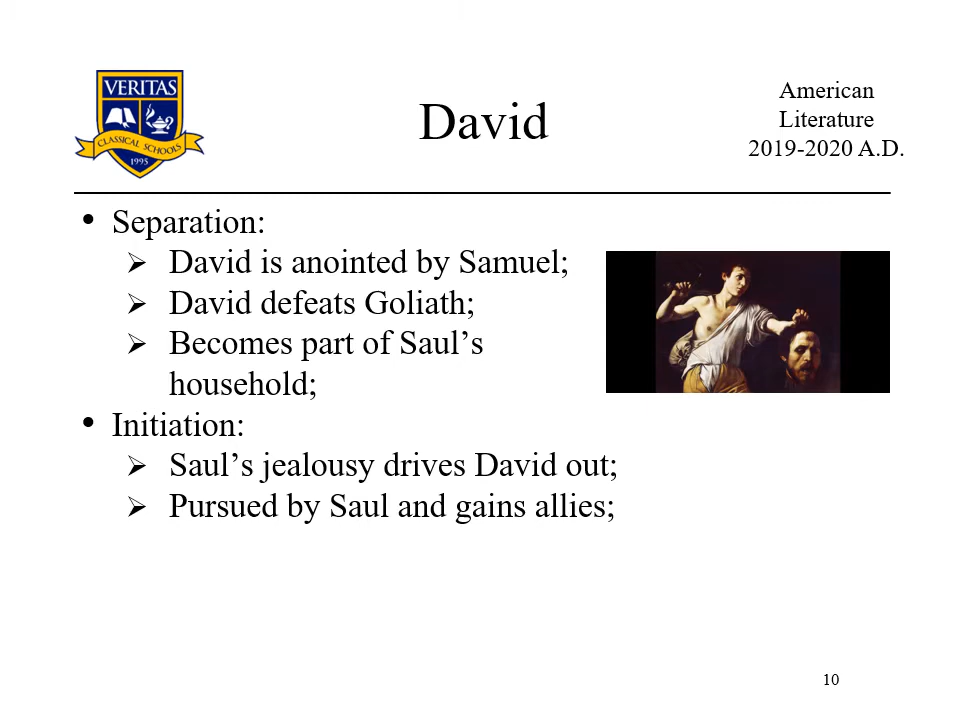 VERITAS
CLASSICAL SCHOOLS
1995
David
American
Literature
2019-2020 A.D.
• Separation:
➢ David is anointed by Samuel;
➢ David defeats Goliath;
➢ Becomes part of Saul’s
household;
• Initiation:
➢ Saul’s jealousy drives David out;
➢ Pursued by Saul and gains allies;
10